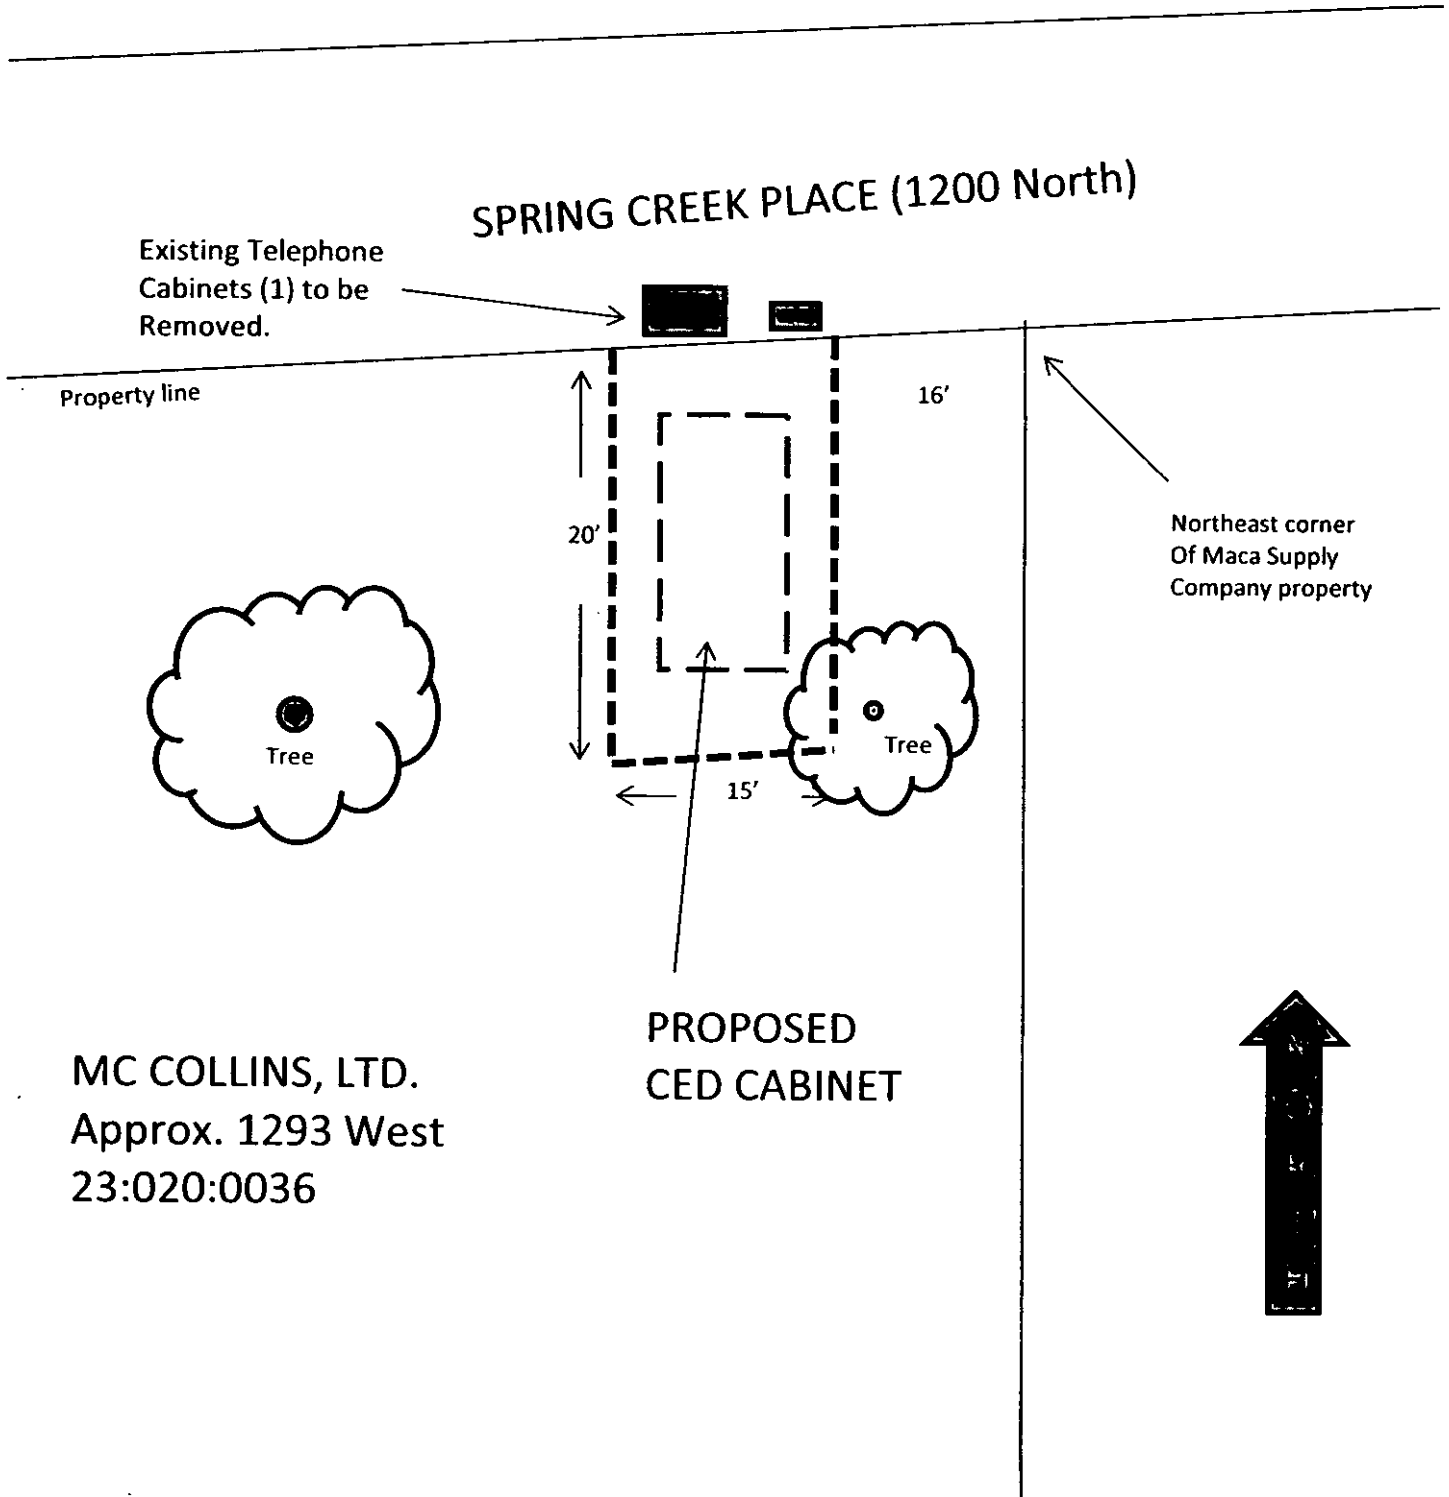 SPRING CREEK PLACE (1200 North)
Existing Telephone
Cabinets (1) to be
Removed.
Property line
16'
20'
Northeast corner
Of Maca Supply
Company property
Tree
Tree
15'
PROPOSED
CED CABINET
MC COLLINS, LTD.
Approx. 1293 West
23:020:0036